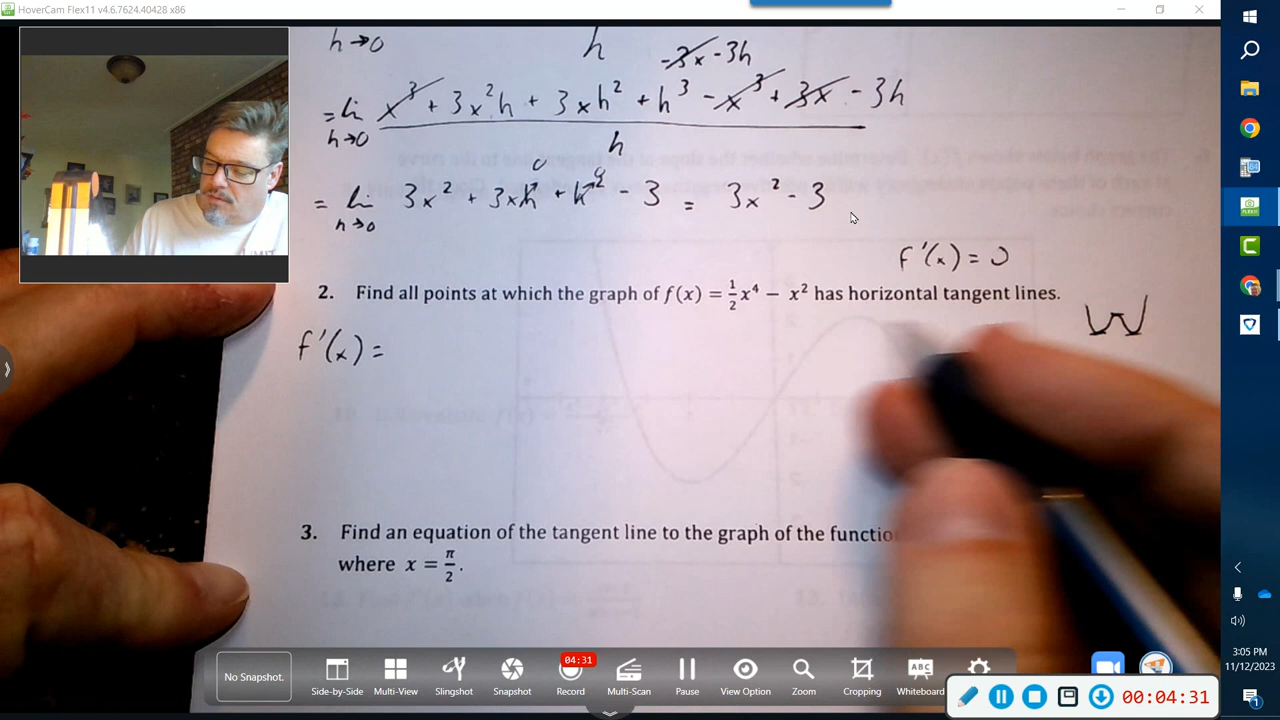 HoverCam Flex11 v4.6.7624.40428 x86
h→0
h
-3x - 3h
= lim x³ + 3x²h + 3xh² + h³ - x³ + 3x - 3h
h→0
h
0
= lim 3x² + 3xh + h² - 3 = 3x² - 3
h→0
f'(x) = 0
2. Find all points at which the graph of f(x) = ½x⁴ − x² has horizontal tangent lines.
W
f'(x) =
3. Find an equation of the tangent line to the graph of the functio
where x = π/2.
No Snapshot.
Side-by-Side
Multi-View
Slingshot
Snapshot
04:31
Record
Multi-Scan
Pause
View Option
Zoom
Cropping
ABC
Whiteboard
00:04:31
3:05 PM
11/12/2023